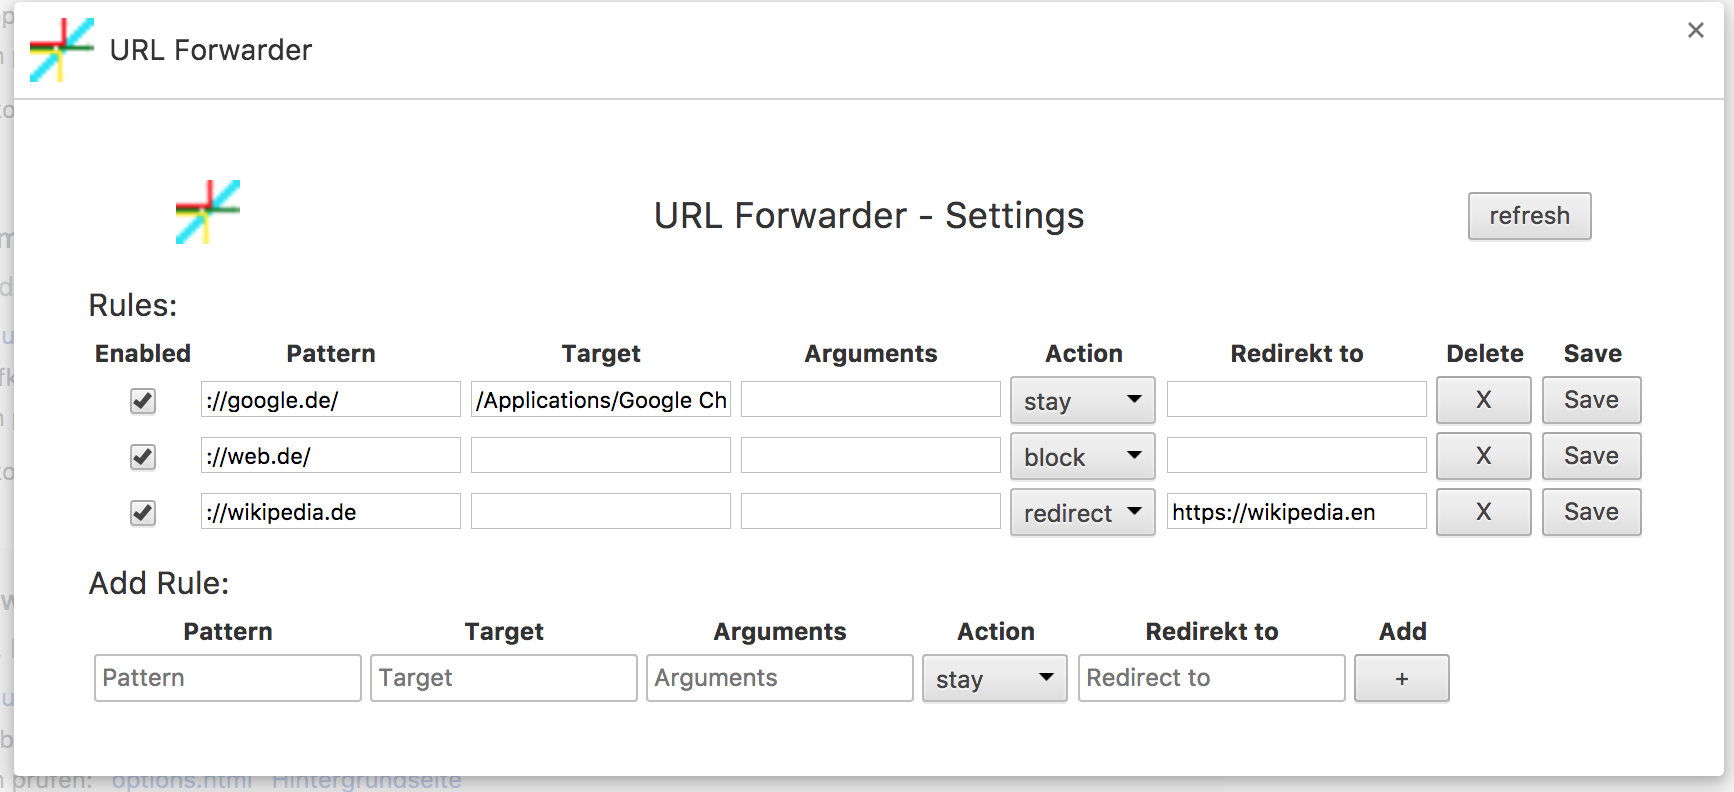 URL Forwarder
×
URL Forwarder - Settings
refresh
Rules:
Enabled Pattern Target Arguments Action Redirekt to Delete Save
://google.de/ /Applications/Google Ch stay X Save
://web.de/ block X Save
://wikipedia.de redirect https://wikipedia.en X Save
Add Rule:
Pattern Target Arguments Action Redirekt to Add
Pattern Target Arguments stay Redirect to +
prüfen: options.html Hintergrundseite